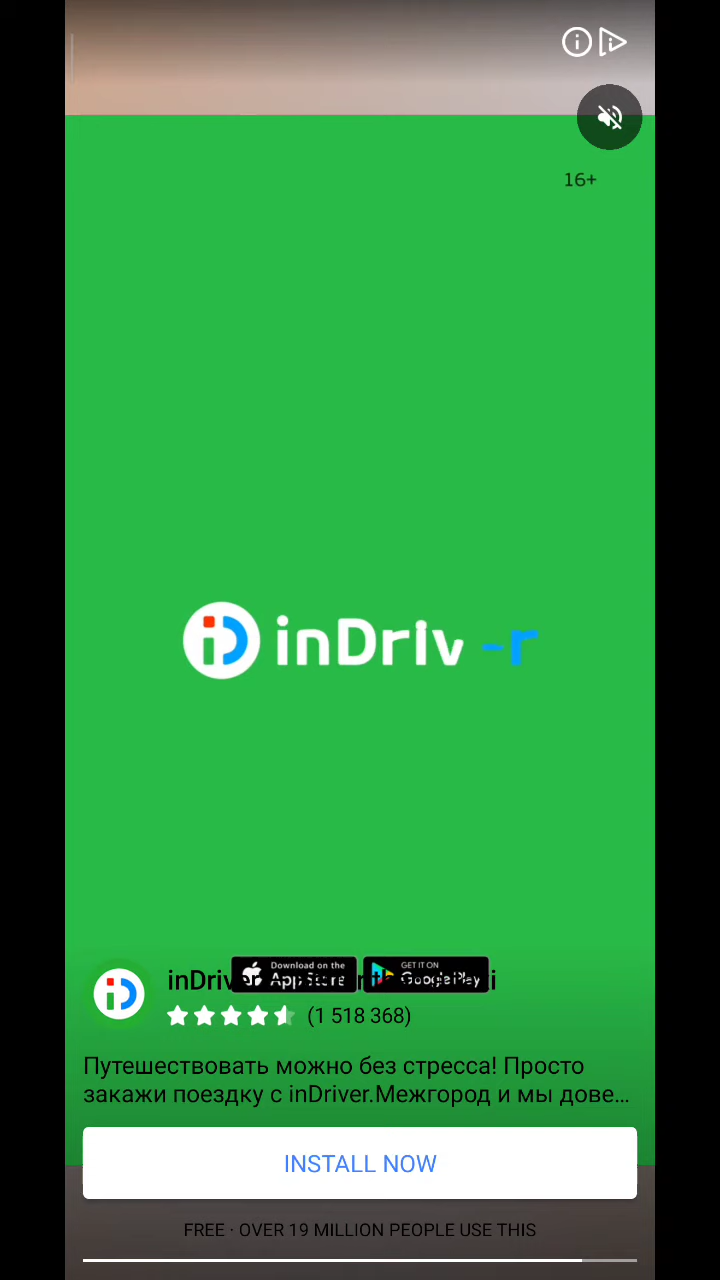 16+
inDriv -r
Download on the
App Store
GET IT ON
Google Play
inDriver
(1 518 368)
Путешествовать можно без стресса! Просто
закажи поездку с inDriver.Межгород и мы дове...
INSTALL NOW
FREE · OVER 19 MILLION PEOPLE USE THIS